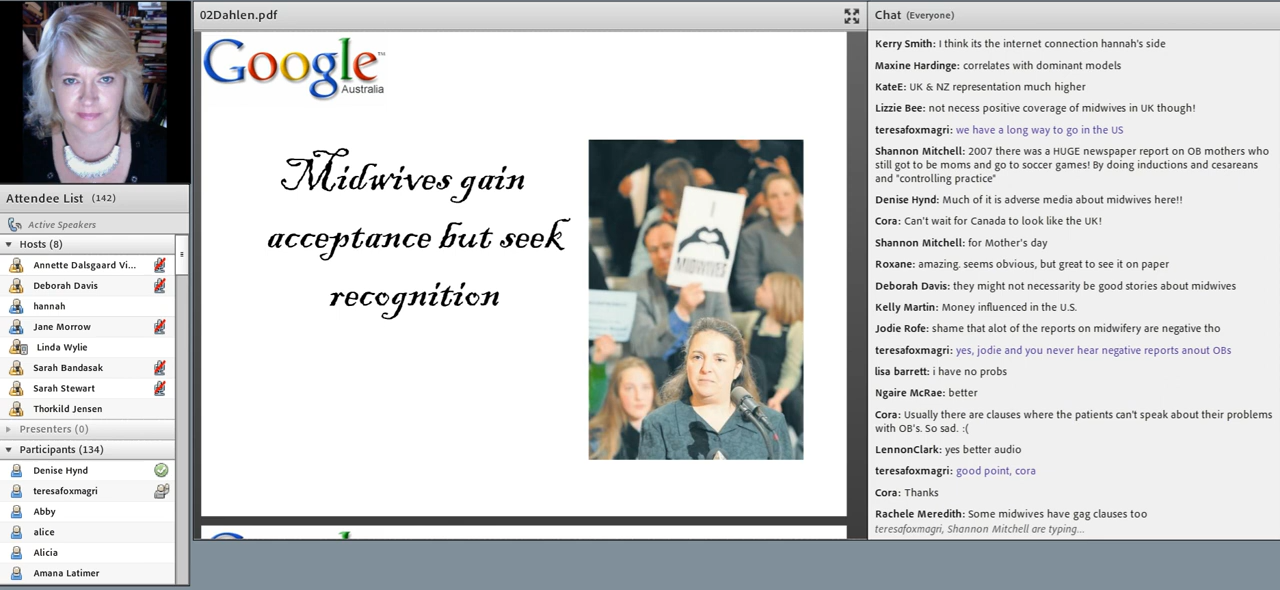 02Dahlen.pdf
Google™
Australia
Midwives gain
acceptance but seek
recognition
I
MIDWIVES
Attendee List (142)
Active Speakers
Hosts (8)
Annette Dalsgaard Vi...
Deborah Davis
hannah
Jane Morrow
Linda Wylie
Sarah Bandasak
Sarah Stewart
Thorkild Jensen
Presenters (0)
Participants (134)
Denise Hynd
teresafoxmagri
Abby
alice
Alicia
Amana Latimer
Chat (Everyone)
Kerry Smith: I think its the internet connection hannah's side
Maxine Hardinge: correlates with dominant models
KateE: UK & NZ representation much higher
Lizzie Bee: not necess positive coverage of midwives in UK though!
teresafoxmagri: we have a long way to go in the US
Shannon Mitchell: 2007 there was a HUGE newspaper report on OB mothers who
still got to be moms and go to soccer games! By doing inductions and cesareans
and "controlling practice"
Denise Hynd: Much of it is adverse media about midwives here!!
Cora: Can't wait for Canada to look like the UK!
Shannon Mitchell: for Mother's day
Roxane: amazing. seems obvious, but great to see it on paper
Deborah Davis: they might not necessarity be good stories about midwives
Kelly Martin: Money influenced in the U.S.
Jodie Rofe: shame that alot of the reports on midwifery are negative tho
teresafoxmagri: yes, jodie and you never hear negative reports anout OBs
lisa barrett: i have no probs
Ngaire McRae: better
Cora: Usually there are clauses where the patients can't speak about their problems
with OB's. So sad. :(
LennonClark: yes better audio
teresafoxmagri: good point, cora
Cora: Thanks
Rachele Meredith: Some midwives have gag clauses too
teresafoxmagri, Shannon Mitchell are typing...